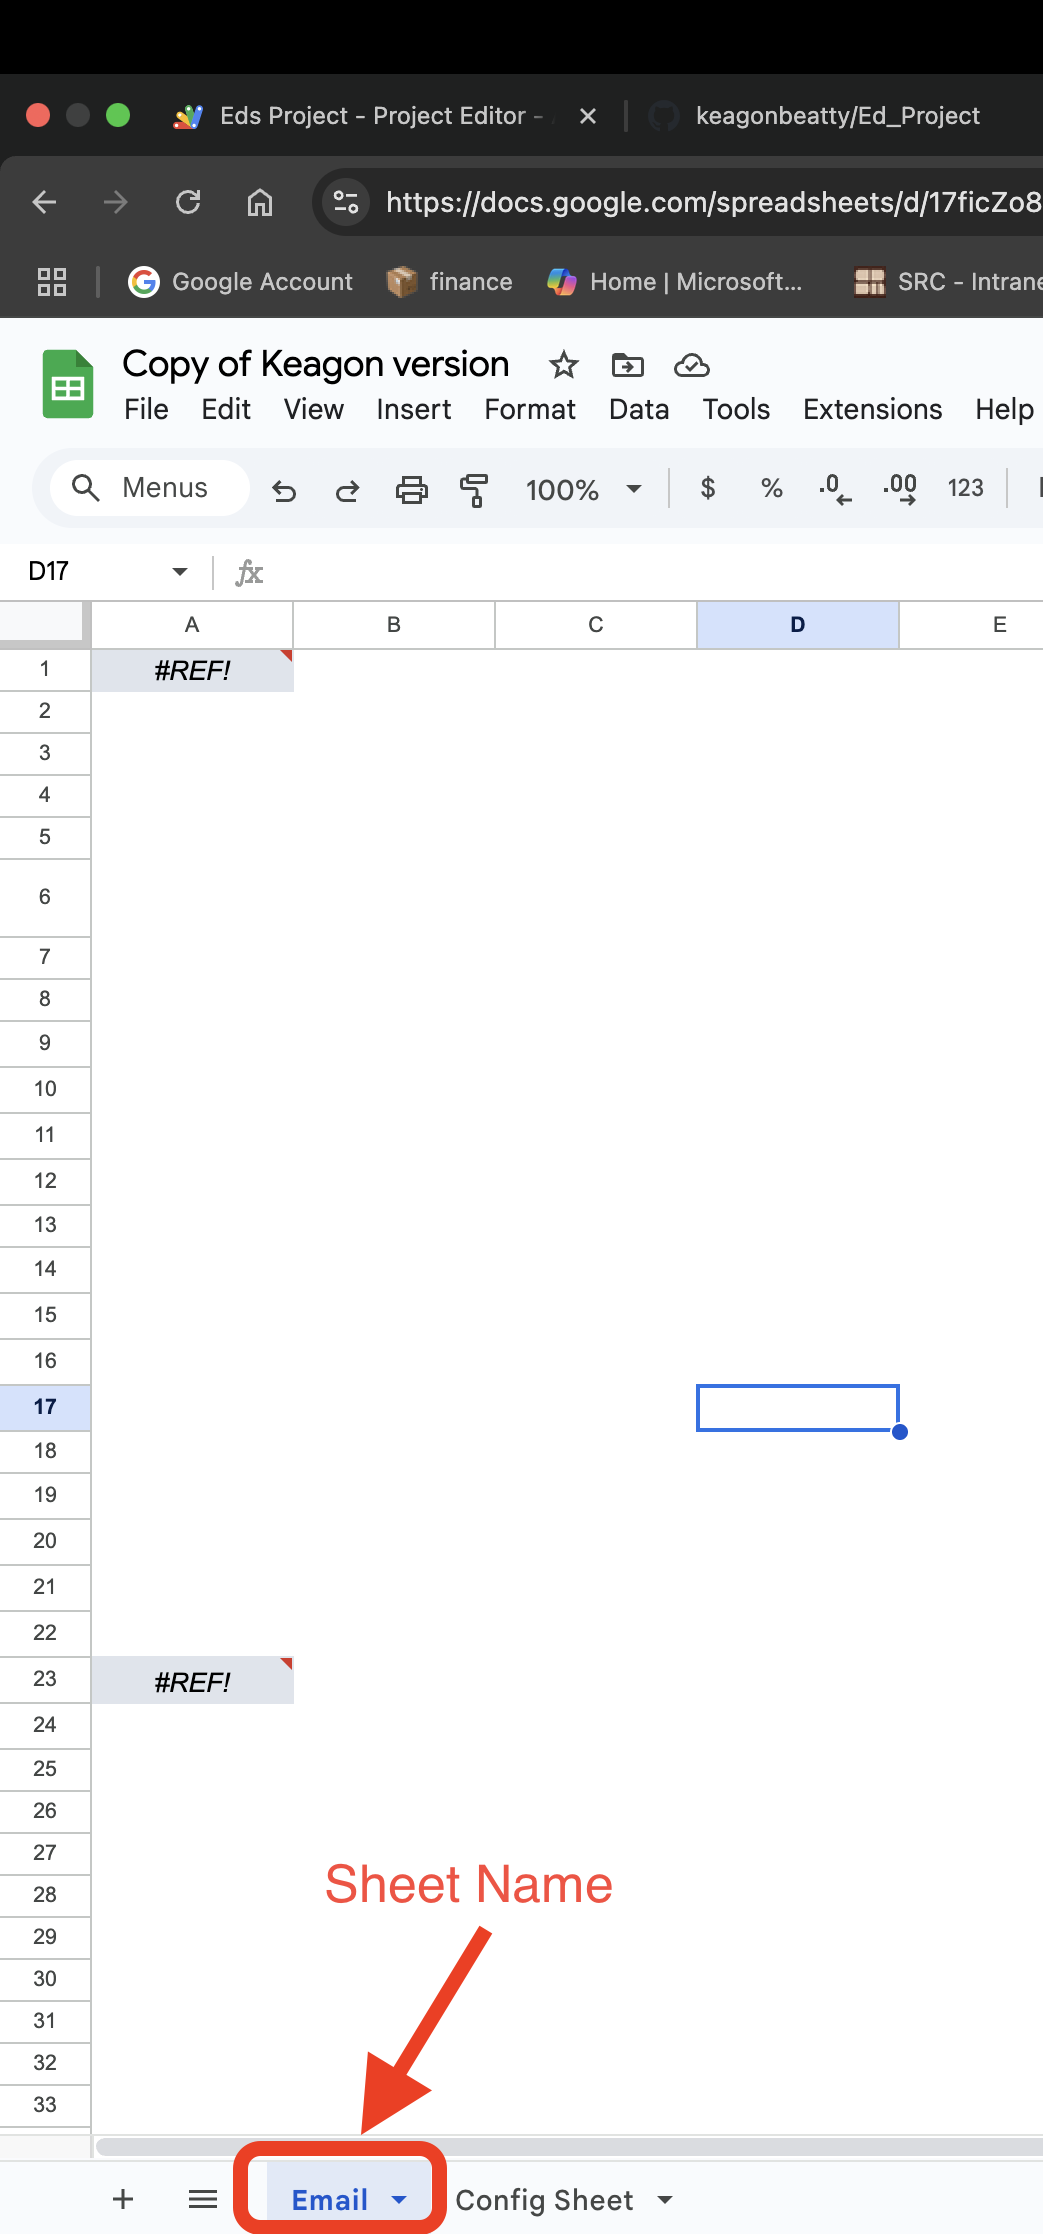 Eds Project - Project Editor -
keagonbeatty/Ed_Project
https://docs.google.com/spreadsheets/d/17ficZo8
Google Account
finance
Home | Microsoft...
SRC - Intrane
Copy of Keagon version
File Edit View Insert Format Data Tools Extensions Help
Menus 100% $ % .0 .00 123
D17 fx
A B C D E
1 #REF!
2
3
4
5
6
7
8
9
10
11
12
13
14
15
16
17
18
19
20
21
22
23 #REF!
24
25
26
27
28
Sheet Name
29
30
31
32
33
+ Email Config Sheet